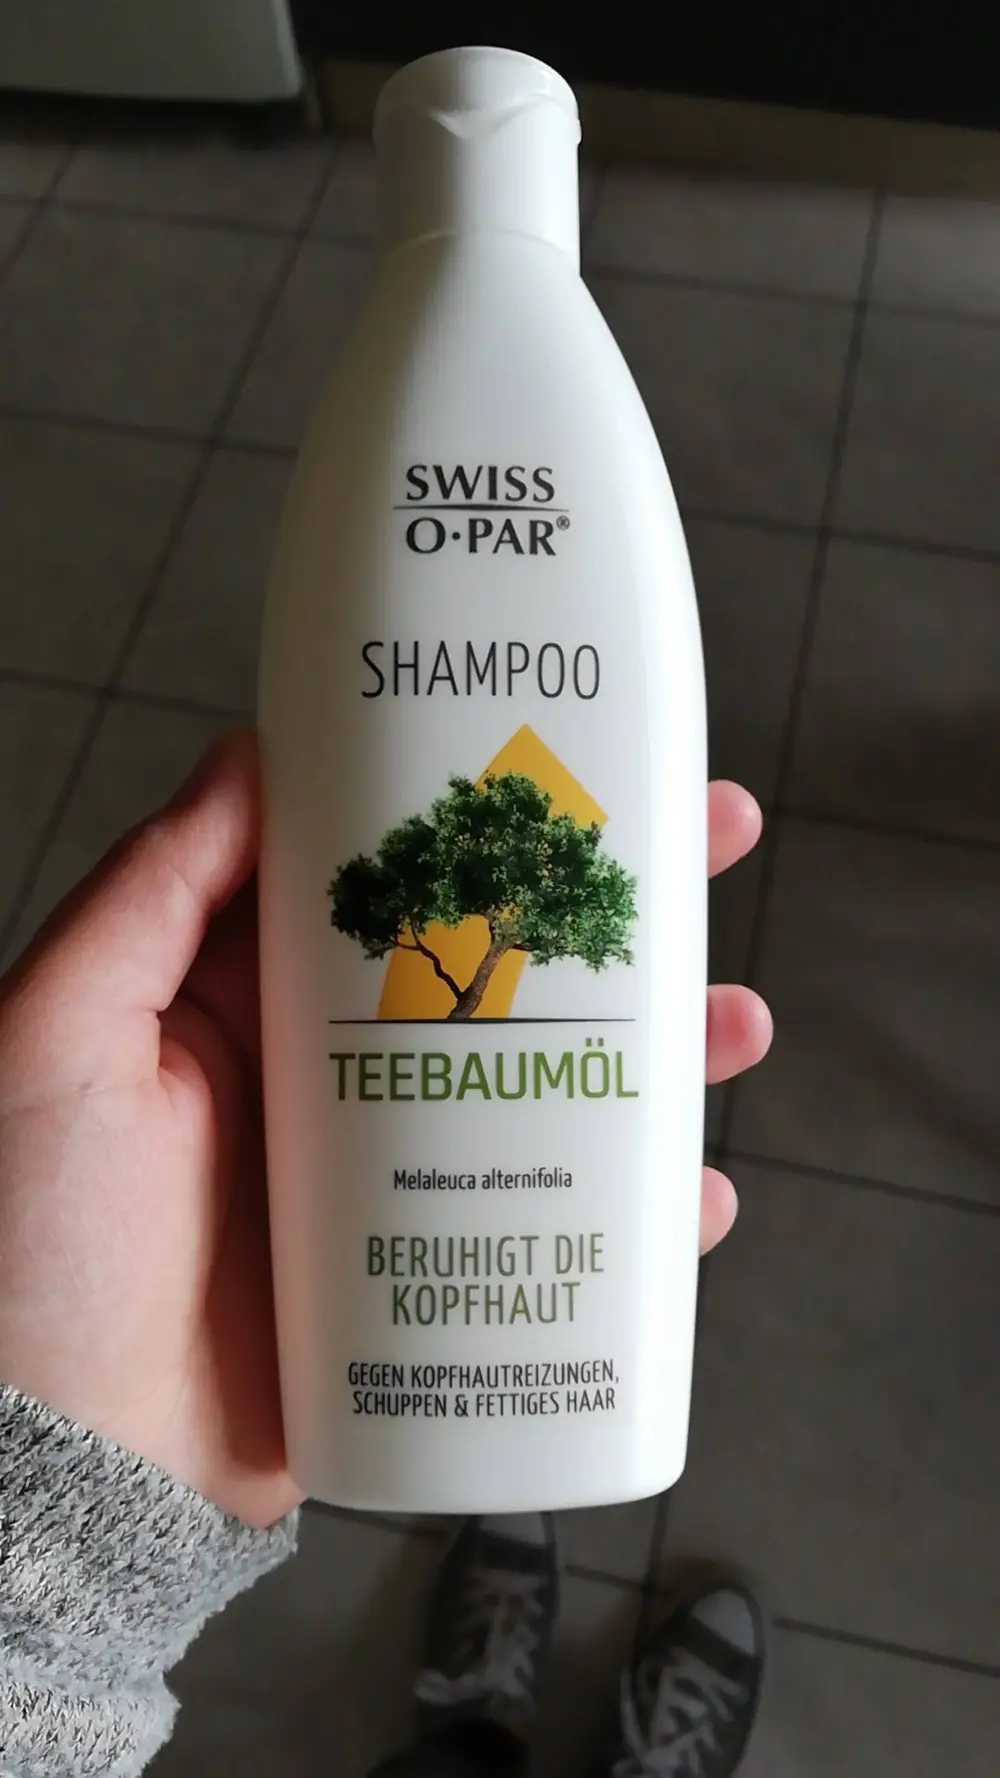 SWISS
O·PAR®
SHAMPOO
TEEBAUMÖL
Melaleuca alternifolia
BERUHIGT DIE
KOPFHAUT
GEGEN KOPFHAUTREIZUNGEN,
SCHUPPEN & FETTIGES HAAR